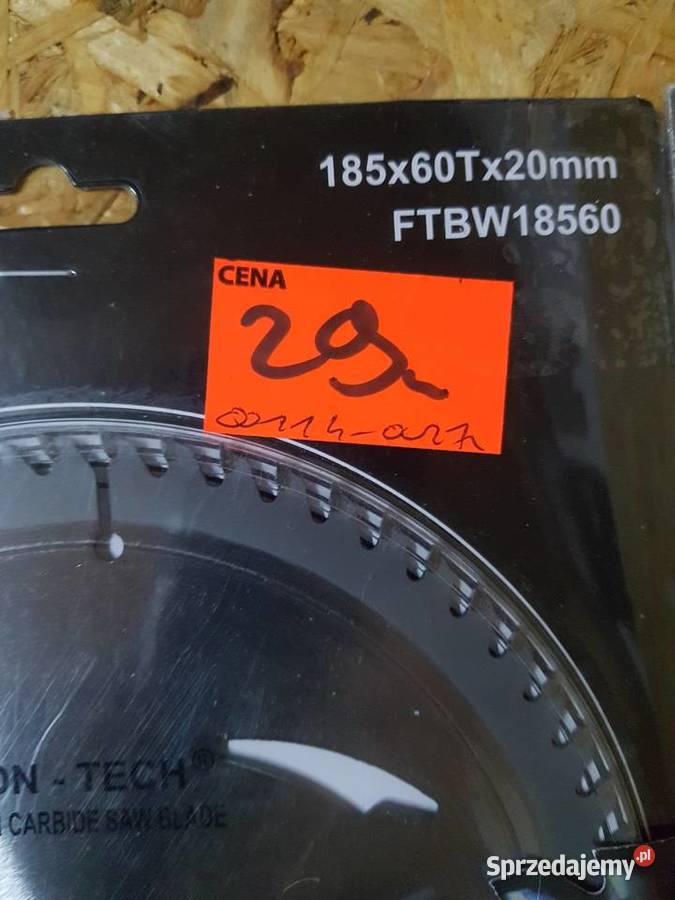 185x60Tx20mm
FTBW18560
CENA
29,-
ON - TECH®
CARBIDE SAW BLADE
Sprzedajemy.pl